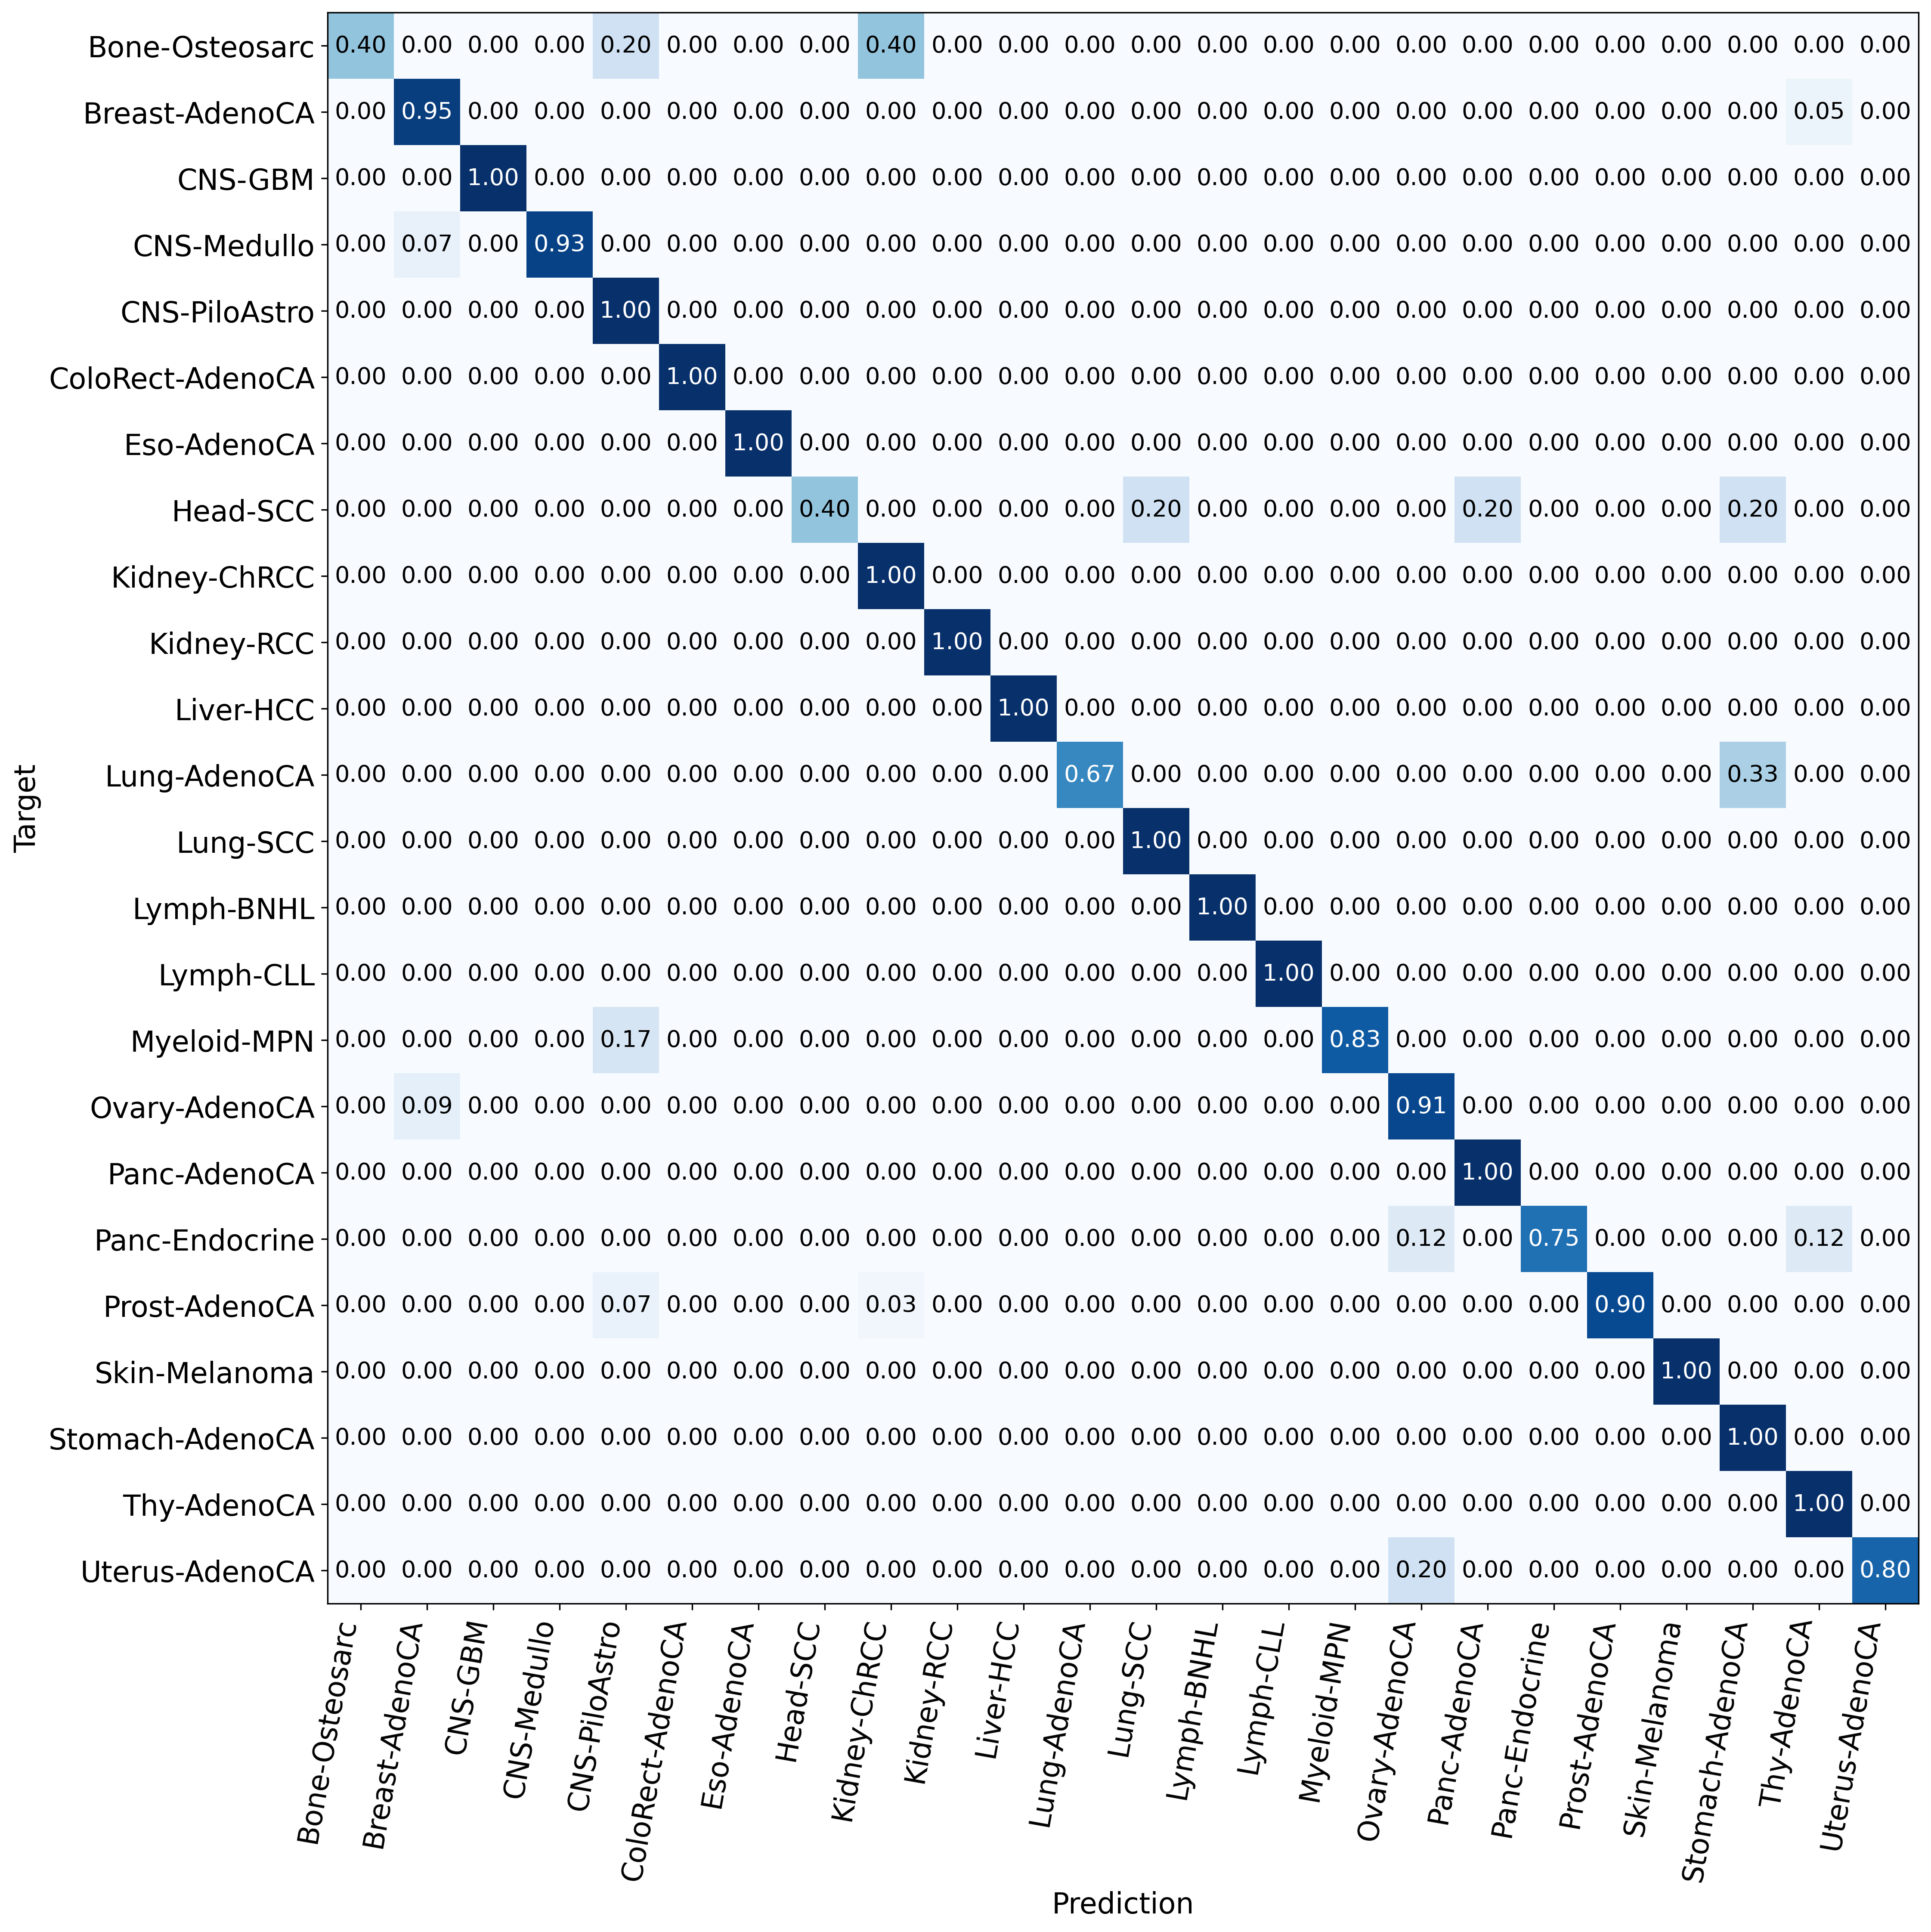 Bone-Osteosarc 0.40 0.00 0.00 0.00 0.20 0.00 0.00 0.00 0.40 0.00 0.00 0.00 0.00 0.00 0.00 0.00 0.00 0.00 0.00 0.00 0.00 0.00 0.00 0.00
Breast-AdenoCA 0.00 0.95 0.00 0.00 0.00 0.00 0.00 0.00 0.00 0.00 0.00 0.00 0.00 0.00 0.00 0.00 0.00 0.00 0.00 0.00 0.00 0.00 0.05 0.00
CNS-GBM 0.00 0.00 1.00 0.00 0.00 0.00 0.00 0.00 0.00 0.00 0.00 0.00 0.00 0.00 0.00 0.00 0.00 0.00 0.00 0.00 0.00 0.00 0.00 0.00
CNS-Medullo 0.00 0.07 0.00 0.93 0.00 0.00 0.00 0.00 0.00 0.00 0.00 0.00 0.00 0.00 0.00 0.00 0.00 0.00 0.00 0.00 0.00 0.00 0.00 0.00
CNS-PiloAstro 0.00 0.00 0.00 0.00 1.00 0.00 0.00 0.00 0.00 0.00 0.00 0.00 0.00 0.00 0.00 0.00 0.00 0.00 0.00 0.00 0.00 0.00 0.00 0.00
ColoRect-AdenoCA 0.00 0.00 0.00 0.00 0.00 1.00 0.00 0.00 0.00 0.00 0.00 0.00 0.00 0.00 0.00 0.00 0.00 0.00 0.00 0.00 0.00 0.00 0.00 0.00
Eso-AdenoCA 0.00 0.00 0.00 0.00 0.00 0.00 1.00 0.00 0.00 0.00 0.00 0.00 0.00 0.00 0.00 0.00 0.00 0.00 0.00 0.00 0.00 0.00 0.00 0.00
Head-SCC 0.00 0.00 0.00 0.00 0.00 0.00 0.00 0.40 0.00 0.00 0.00 0.00 0.20 0.00 0.00 0.00 0.00 0.20 0.00 0.00 0.00 0.20 0.00 0.00
Kidney-ChRCC 0.00 0.00 0.00 0.00 0.00 0.00 0.00 0.00 1.00 0.00 0.00 0.00 0.00 0.00 0.00 0.00 0.00 0.00 0.00 0.00 0.00 0.00 0.00 0.00
Kidney-RCC 0.00 0.00 0.00 0.00 0.00 0.00 0.00 0.00 0.00 1.00 0.00 0.00 0.00 0.00 0.00 0.00 0.00 0.00 0.00 0.00 0.00 0.00 0.00 0.00
Liver-HCC 0.00 0.00 0.00 0.00 0.00 0.00 0.00 0.00 0.00 0.00 1.00 0.00 0.00 0.00 0.00 0.00 0.00 0.00 0.00 0.00 0.00 0.00 0.00 0.00
Lung-AdenoCA 0.00 0.00 0.00 0.00 0.00 0.00 0.00 0.00 0.00 0.00 0.00 0.67 0.00 0.00 0.00 0.00 0.00 0.00 0.00 0.00 0.00 0.33 0.00 0.00
Lung-SCC 0.00 0.00 0.00 0.00 0.00 0.00 0.00 0.00 0.00 0.00 0.00 0.00 1.00 0.00 0.00 0.00 0.00 0.00 0.00 0.00 0.00 0.00 0.00 0.00
Lymph-BNHL 0.00 0.00 0.00 0.00 0.00 0.00 0.00 0.00 0.00 0.00 0.00 0.00 0.00 1.00 0.00 0.00 0.00 0.00 0.00 0.00 0.00 0.00 0.00 0.00
Lymph-CLL 0.00 0.00 0.00 0.00 0.00 0.00 0.00 0.00 0.00 0.00 0.00 0.00 0.00 0.00 1.00 0.00 0.00 0.00 0.00 0.00 0.00 0.00 0.00 0.00
Myeloid-MPN 0.00 0.00 0.00 0.00 0.17 0.00 0.00 0.00 0.00 0.00 0.00 0.00 0.00 0.00 0.00 0.83 0.00 0.00 0.00 0.00 0.00 0.00 0.00 0.00
Ovary-AdenoCA 0.00 0.09 0.00 0.00 0.00 0.00 0.00 0.00 0.00 0.00 0.00 0.00 0.00 0.00 0.00 0.00 0.91 0.00 0.00 0.00 0.00 0.00 0.00 0.00
Panc-AdenoCA 0.00 0.00 0.00 0.00 0.00 0.00 0.00 0.00 0.00 0.00 0.00 0.00 0.00 0.00 0.00 0.00 0.00 1.00 0.00 0.00 0.00 0.00 0.00 0.00
Panc-Endocrine 0.00 0.00 0.00 0.00 0.00 0.00 0.00 0.00 0.00 0.00 0.00 0.00 0.00 0.00 0.00 0.00 0.12 0.00 0.75 0.00 0.00 0.00 0.12 0.00
Prost-AdenoCA 0.00 0.00 0.00 0.00 0.07 0.00 0.00 0.00 0.03 0.00 0.00 0.00 0.00 0.00 0.00 0.00 0.00 0.00 0.00 0.90 0.00 0.00 0.00 0.00
Skin-Melanoma 0.00 0.00 0.00 0.00 0.00 0.00 0.00 0.00 0.00 0.00 0.00 0.00 0.00 0.00 0.00 0.00 0.00 0.00 0.00 0.00 1.00 0.00 0.00 0.00
Stomach-AdenoCA 0.00 0.00 0.00 0.00 0.00 0.00 0.00 0.00 0.00 0.00 0.00 0.00 0.00 0.00 0.00 0.00 0.00 0.00 0.00 0.00 0.00 1.00 0.00 0.00
Thy-AdenoCA 0.00 0.00 0.00 0.00 0.00 0.00 0.00 0.00 0.00 0.00 0.00 0.00 0.00 0.00 0.00 0.00 0.00 0.00 0.00 0.00 0.00 0.00 1.00 0.00
Uterus-AdenoCA 0.00 0.00 0.00 0.00 0.00 0.00 0.00 0.00 0.00 0.00 0.00 0.00 0.00 0.00 0.00 0.00 0.20 0.00 0.00 0.00 0.00 0.00 0.00 0.80
Target
Bone-Osteosarc
Breast-AdenoCA
CNS-GBM
CNS-Medullo
CNS-PiloAstro
ColoRect-AdenoCA
Eso-AdenoCA
Head-SCC
Kidney-ChRCC
Kidney-RCC
Liver-HCC
Lung-AdenoCA
Lung-SCC
Lymph-BNHL
Lymph-CLL
Myeloid-MPN
Ovary-AdenoCA
Panc-AdenoCA
Panc-Endocrine
Prost-AdenoCA
Skin-Melanoma
Stomach-AdenoCA
Thy-AdenoCA
Uterus-AdenoCA
Prediction